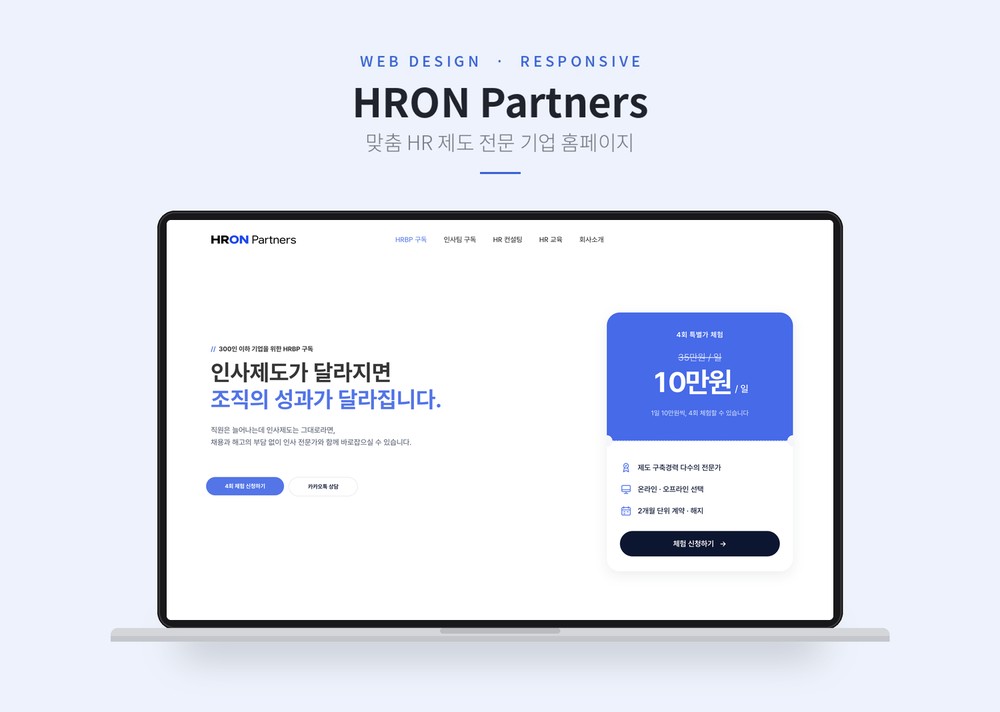 WEB DESIGN · RESPONSIVE
HRON Partners
맞춤 HR 제도 전문 기업 홈페이지
HRON Partners
HRBP 구독 인사팀 구독 HR 컨설팅 HR 교육 회사소개
// 300인 이하 기업을 위한 HRBP 구독
인사제도가 달라지면
조직의 성과가 달라집니다.
직원은 늘어나는데 인사제도는 그대로라면,
채용과 해고의 부담 없이 인사 전문가와 함께 바로잡으실 수 있습니다.
4회 체험 신청하기 카카오톡 상담
4회 특별가 체험
35만원 / 일
10만원 / 일
1일 10만원씩, 4회 체험할 수 있습니다
제도 구축경력 다수의 전문가
온라인 · 오프라인 선택
2개월 단위 계약 · 해지
체험 신청하기 →